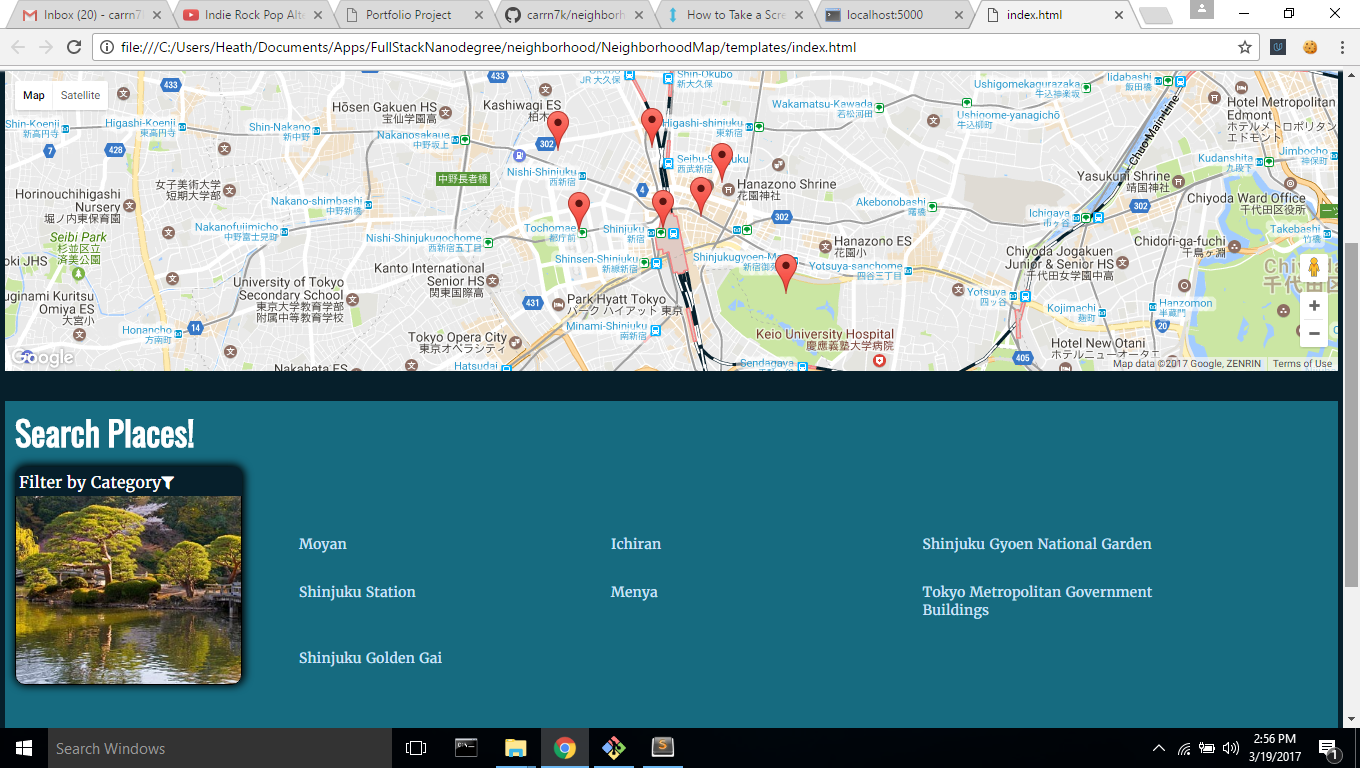 Inbox (20) - carrn7
Indie Rock Pop Alte
Portfolio Project
carrn7k/neighborh
How to Take a Scre
localhost:5000
index.html
file:///C:/Users/Heath/Documents/Apps/FullStackNanodegree/neighborhood/NeighborhoodMap/templates/index.html
Map
Satellite
433
433
JR 大久保
Shin-Okubo
新大久保
Iidabashi
飯田橋
Ushigomekagurazaka
牛込神楽坂
Hōsen Gakuen HS
宝仙学園高
Kashiwagi ES
Wakamatsu-Kawada
若松河田
Ushigome-yanagichō
牛込柳町
Hotel Metropolitan
Edmont
ホテルメトロポリタン
エドモント
Shin-Koenji
新高円寺
Higashi-Koenji
東高円寺
Shin-Nakano
新中野
Nakanosakaue
中野坂上
302
Higashi-shinjuku
東新宿
Chuo Main Line
7
428
Seibu-Shinjuku
西武新宿
Kudanshita
九段下
Jimbocho
神保町
女子美術大学
短期大学部
中野長者橋
Nishi-Shinjuku
西新宿
4
Hanazono Shrine
花園神社
Yasukuni Shrine
靖国神社
Horinouchihigashi
Nursery
堀ノ内東保育園
Nakano-shimbashi
中野新橋
Akebonobashi
曙橋
302
Chiyoda Ward Office
千代田区役所
Nakanofujimicho
中野富士見町
Tochomae
都庁前
Shinjuku
新宿
302
Ichigaya
市ヶ谷
Takebashi
竹橋
Seibi Park
杉並区立
済美公園
Nishi-Shinjukugochome
西新宿五丁目
Hanazono ES
花園小
Chidori-ga-fuchi
千鳥ヶ淵
oki JHS
Kanto International
Senior HS
関東国際高
Shinsen-Shinjuku
新線新宿
Yotsuya-sanchome
四谷三丁目
Chiyoda Jogakuen
Junior & Senior HS
千代田女学園中高
University of Tokyo
Secondary School
東京大学教育学部
附属中等教育学校
Omiya ES
大宮小
431
Park Hyatt Tokyo
パーク ハイアット 東京
Yotsuya
四ッ谷
Kojimachi
麹町
Hanzomon
半蔵門
20
Honancho
方南町
14
Minami-Shinjuku
南新宿
Tokyo Opera City
東京オペラシティ
Keio University Hospital
慶應義塾大学病院
Hotel New Otani
ホテルニューオータニ
405
Google
Nakahata ES
Hatsudai
Sendagaya
Map data ©2017 Google, ZENRIN
Terms of Use
+
−
Search Places!
Filter by Category
Moyan
Ichiran
Shinjuku Gyoen National Garden
Shinjuku Station
Menya
Tokyo Metropolitan Government
Buildings
Shinjuku Golden Gai
Search Windows
2:56 PM
3/19/2017
1